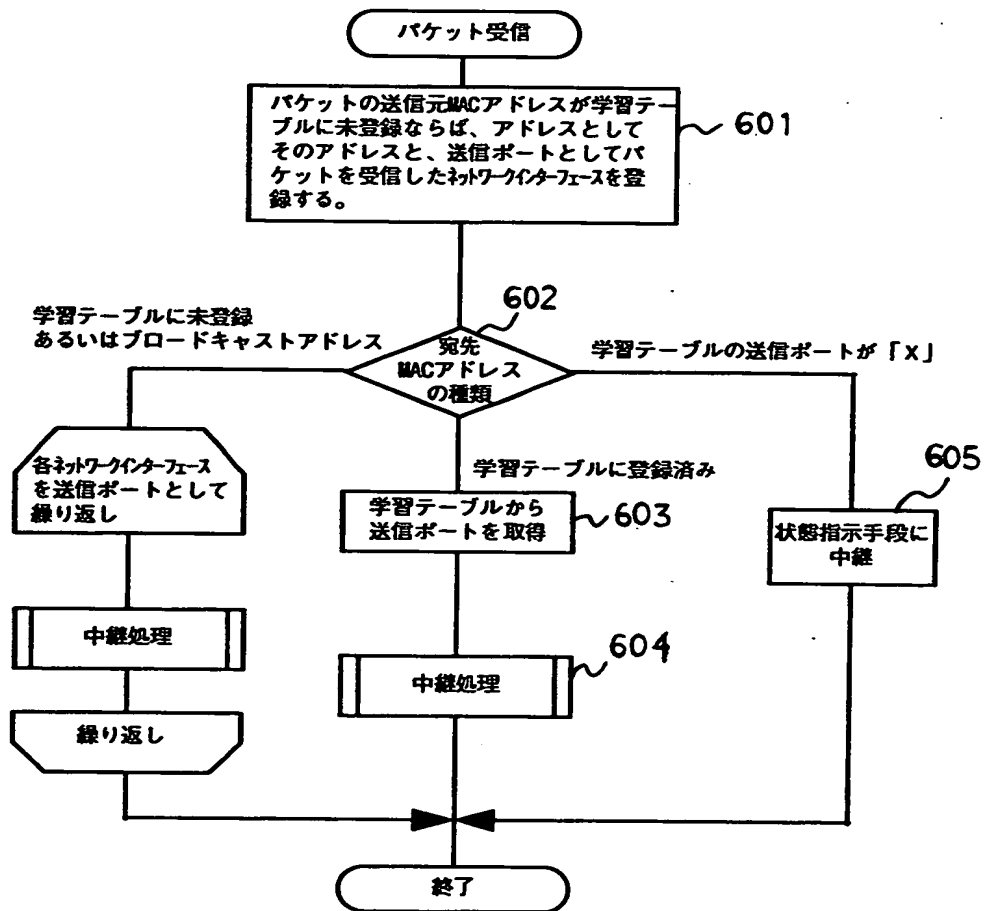 パケット受信
パケットの送信元MACアドレスが学習テー
ブルに未登録ならば、アドレスとして
そのアドレスと、送信ポートとしてパ
ケットを受信したネットワークインターフェースを登
録する。
601
602
学習テーブルに未登録
あるいはブロードキャストアドレス
宛先
MACアドレス
の種類
学習テーブルの送信ポートが「X」
各ネットワークインターフェース
を送信ポートとして
繰り返し
学習テーブルに登録済み
学習テーブルから
送信ポートを取得
603
605
状態指示手段に
中継
中継処理
中継処理
604
繰り返し
終了